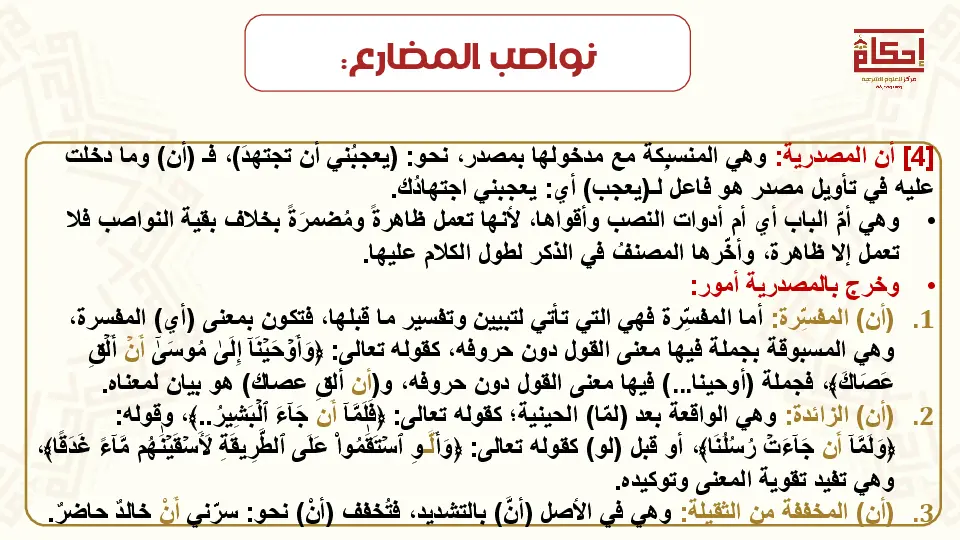 نواصب المضارع:
إحكام
مركز العلوم الشرعية
[4] أن المصدرية: وهي المنسبِكة مع مدخولها بمصدر، نحو: (يعجبُني أن تجتهدَ)، فـ (أن) وما دخلت
عليه في تأويل مصدر هو فاعل لـ(يعجب) أي: يعجبني اجتهادُك.
• وهي أمّ الباب أي أم أدوات النصب وأقواها، لأنها تعمل ظاهرةً ومُضمرَةً بخلاف بقية النواصب فلا
تعمل إلا ظاهرة، وأخّرها المصنفُ في الذكر لطول الكلام عليها.
• وخرج بالمصدرية أمور:
1. (أن) المفسِّرة: أما المفسّرة فهي التي تأتي لتبيين وتفسير ما قبلها، فتكون بمعنى (أي) المفسرة،
وهي المسبوقة بجملة فيها معنى القول دون حروفه، كقوله تعالى: ﴿وَأَوۡحَيۡنَآ إِلَىٰ مُوسَىٰٓ أَنۡ أَلۡقِ
عَصَاكَ﴾، فجملة (أوحينا...) فيها معنى القول دون حروفه، و(أن ألقِ عصاك) هو بيان لمعناه.
2. (أن) الزائدة: وهي الواقعة بعد (لمّا) الحينية؛ كقوله تعالى: ﴿فَلَمَّآ أَن جَآءَ ٱلۡبَشِيرُ..﴾، وقوله:
﴿وَلَمَّآ أَن جَآءَتۡ رُسُلُنَا﴾، أو قبل (لو) كقوله تعالى: ﴿وَأَلَّوِ ٱسۡتَقَٰمُواْ عَلَى ٱلطَّرِيقَةِ لَأَسۡقَيۡنَٰهُم مَّآءً غَدَقًا﴾،
وهي تفيد تقوية المعنى وتوكيده.
3. (أن) المخففة من الثقيلة: وهي في الأصل (أنَّ) بالتشديد، فتُخفف (أنْ) نحو: سرّني أنْ خالدٌ حاضرٌ.